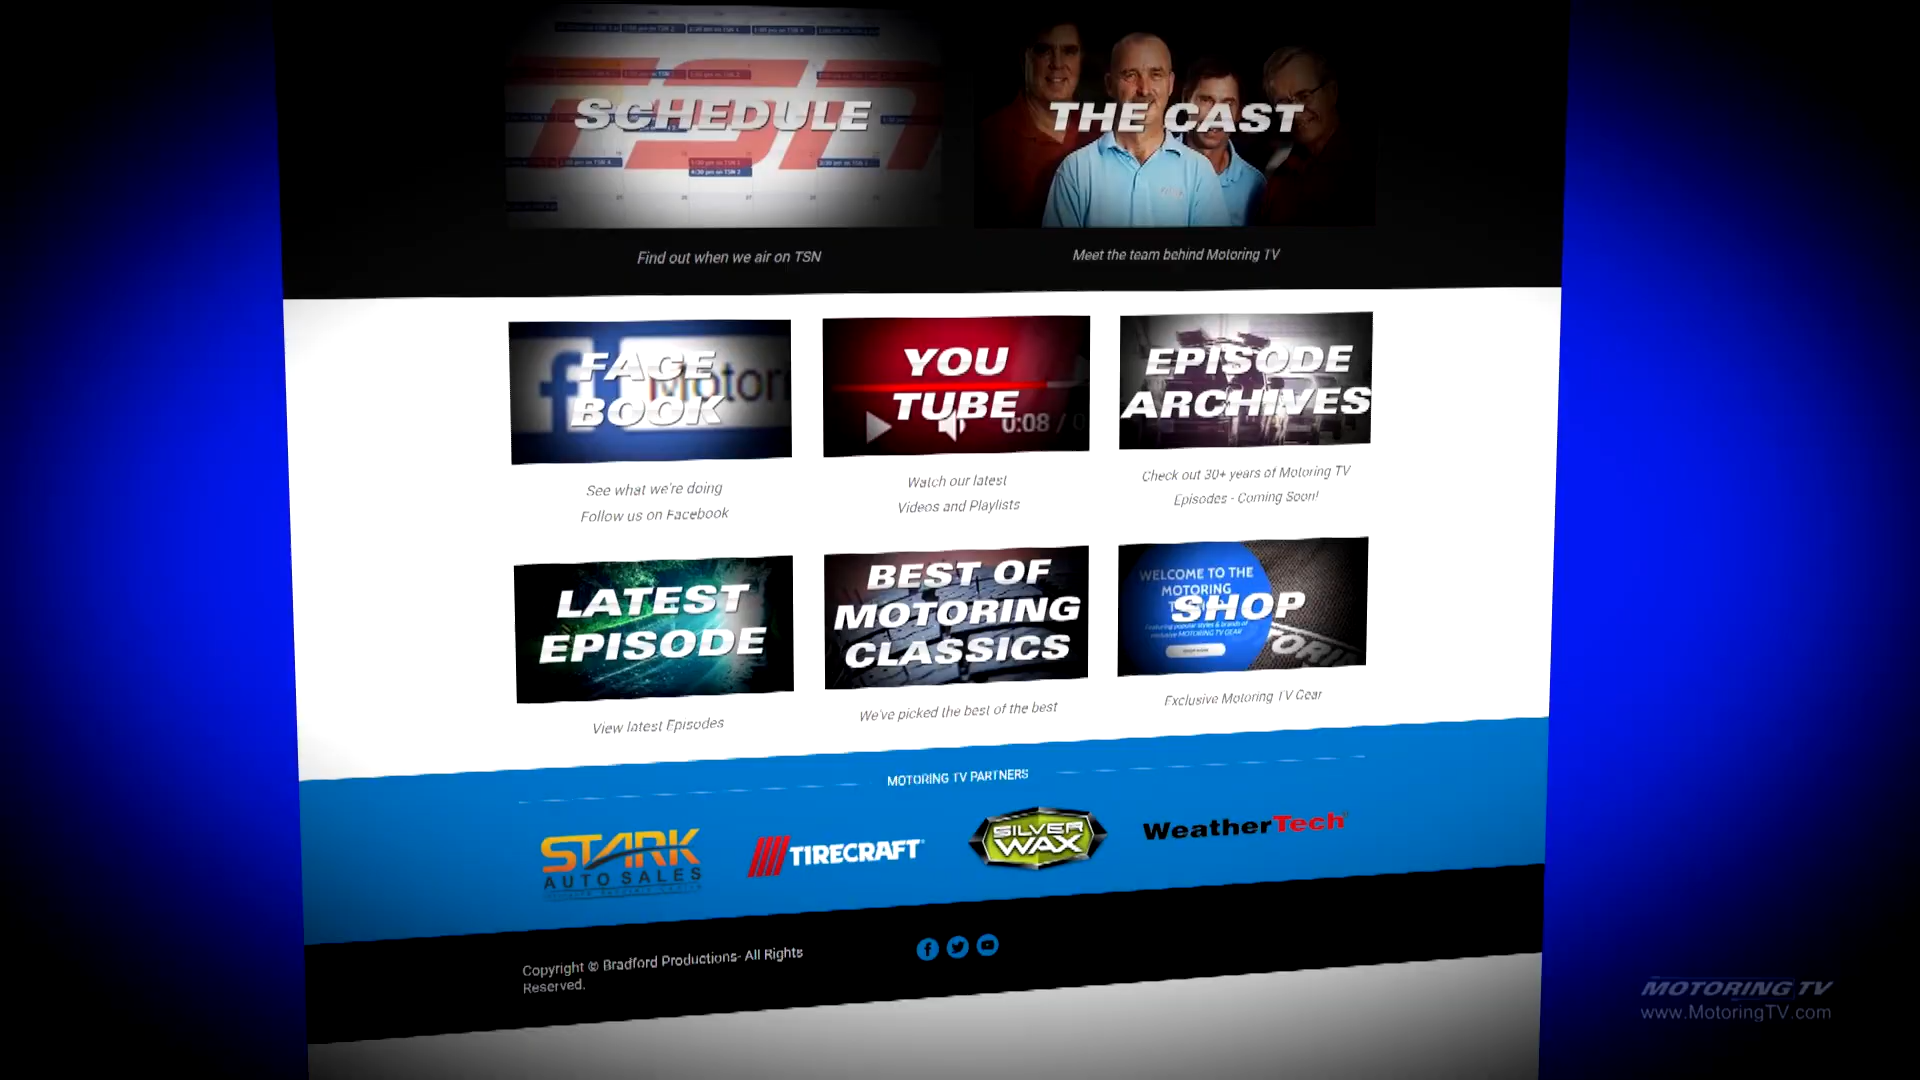 SCHEDULE
THE CAST
Find out when we air on TSN
Meet the team behind Motoring TV
FACE
BOOK
Motor
YOU
TUBE
0:08 / 0
EPISODE
ARCHIVES
See what we're doing
Follow us on Facebook
Watch our latest
Videos and Playlists
Check out 30+ years of Motoring TV
Episodes - Coming Soon!
LATEST
EPISODE
BEST OF
MOTORING
CLASSICS
WELCOME TO THE
MOTORING
SHOP
View latest Episodes
We've picked the best of the best
Exclusive Motoring TV Gear
MOTORING TV PARTNERS
STARK
AUTO SALES
TIRECRAFT
SILVER
WAX
WeatherTech
Copyright © Bradford Productions- All Rights
Reserved.
MOTORING TV
www.MotoringTV.com